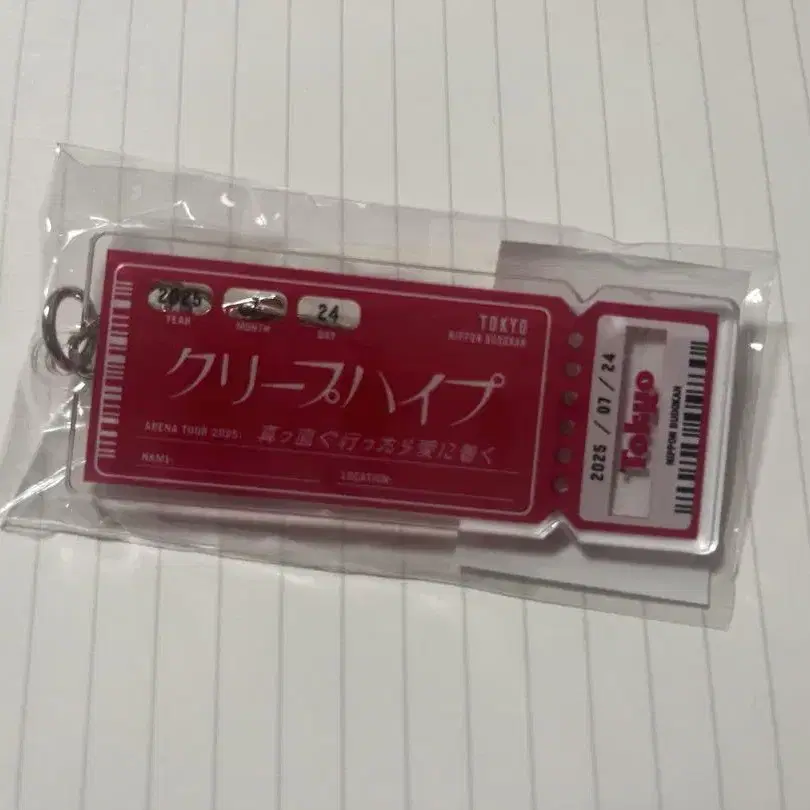 2025 7 24
YEAR MONTH DAY
TOKYO
NIPPON BUDOKAN
クリープハイプ
ARENA TOUR 2025: 真っ直ぐ行ったら愛に着く
NAME:
LOCATION:
2025 / 07 / 24
TOKYO
NIPPON BUDOKAN